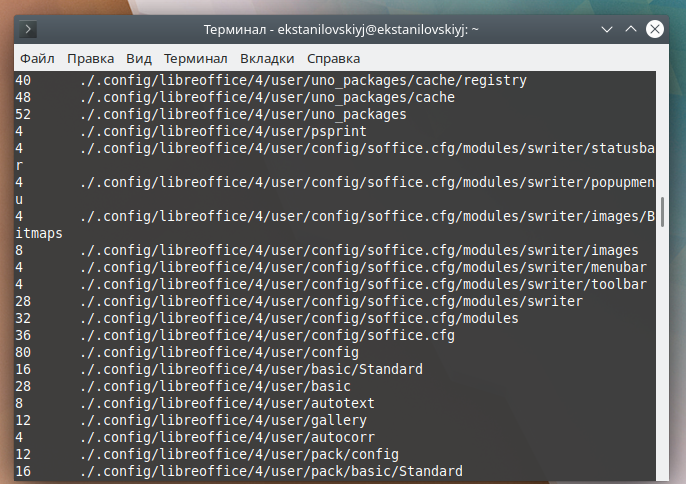 Терминал - ekstanilovskiyj@ekstanilovskiyj: ~
Файл Правка Вид Терминал Вкладки Справка
40 ./.config/libreoffice/4/user/uno_packages/cache/registry
48 ./.config/libreoffice/4/user/uno_packages/cache
52 ./.config/libreoffice/4/user/uno_packages
4 ./.config/libreoffice/4/user/psprint
4 ./.config/libreoffice/4/user/config/soffice.cfg/modules/swriter/statusba
r
4 ./.config/libreoffice/4/user/config/soffice.cfg/modules/swriter/popupmen
u
4 ./.config/libreoffice/4/user/config/soffice.cfg/modules/swriter/images/B
itmaps
8 ./.config/libreoffice/4/user/config/soffice.cfg/modules/swriter/images
4 ./.config/libreoffice/4/user/config/soffice.cfg/modules/swriter/menubar
4 ./.config/libreoffice/4/user/config/soffice.cfg/modules/swriter/toolbar
28 ./.config/libreoffice/4/user/config/soffice.cfg/modules/swriter
32 ./.config/libreoffice/4/user/config/soffice.cfg/modules
36 ./.config/libreoffice/4/user/config/soffice.cfg
80 ./.config/libreoffice/4/user/config
16 ./.config/libreoffice/4/user/basic/Standard
28 ./.config/libreoffice/4/user/basic
8 ./.config/libreoffice/4/user/autotext
12 ./.config/libreoffice/4/user/gallery
4 ./.config/libreoffice/4/user/autocorr
12 ./.config/libreoffice/4/user/pack/config
16 ./.config/libreoffice/4/user/pack/basic/Standard